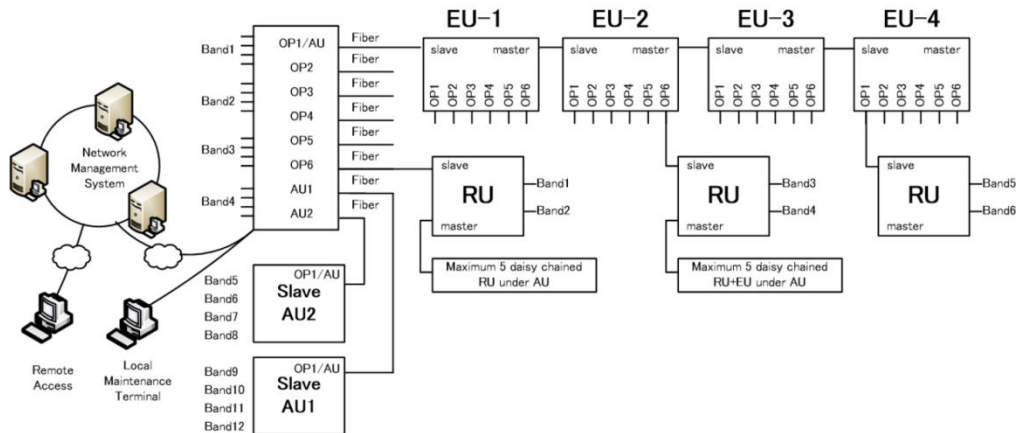 EU-1
EU-2
EU-3
EU-4
Band1
Band2
Band3
Band4
OP1/AU
OP2
OP3
OP4
OP5
OP6
AU1
AU2
Fiber
Fiber
Fiber
Fiber
Fiber
Fiber
Fiber
Fiber
slave master
OP1
OP2
OP3
OP4
OP5
OP6
slave master
OP1
OP2
OP3
OP4
OP5
OP6
slave master
OP1
OP2
OP3
OP4
OP5
OP6
slave master
OP1
OP2
OP3
OP4
OP5
OP6
Network
Management
System
slave
RU
master
Band1
Band2
slave
RU
master
Band3
Band4
slave
RU
master
Band5
Band6
Maximum 5 daisy chained
RU under AU
Maximum 5 daisy chained
RU+EU under AU
Band5
Band6
Band7
Band8
OP1/AU
Slave
AU2
Band9
Band10
Band11
Band12
OP1/AU
Slave
AU1
Remote
Access
Local
Maintenance
Terminal